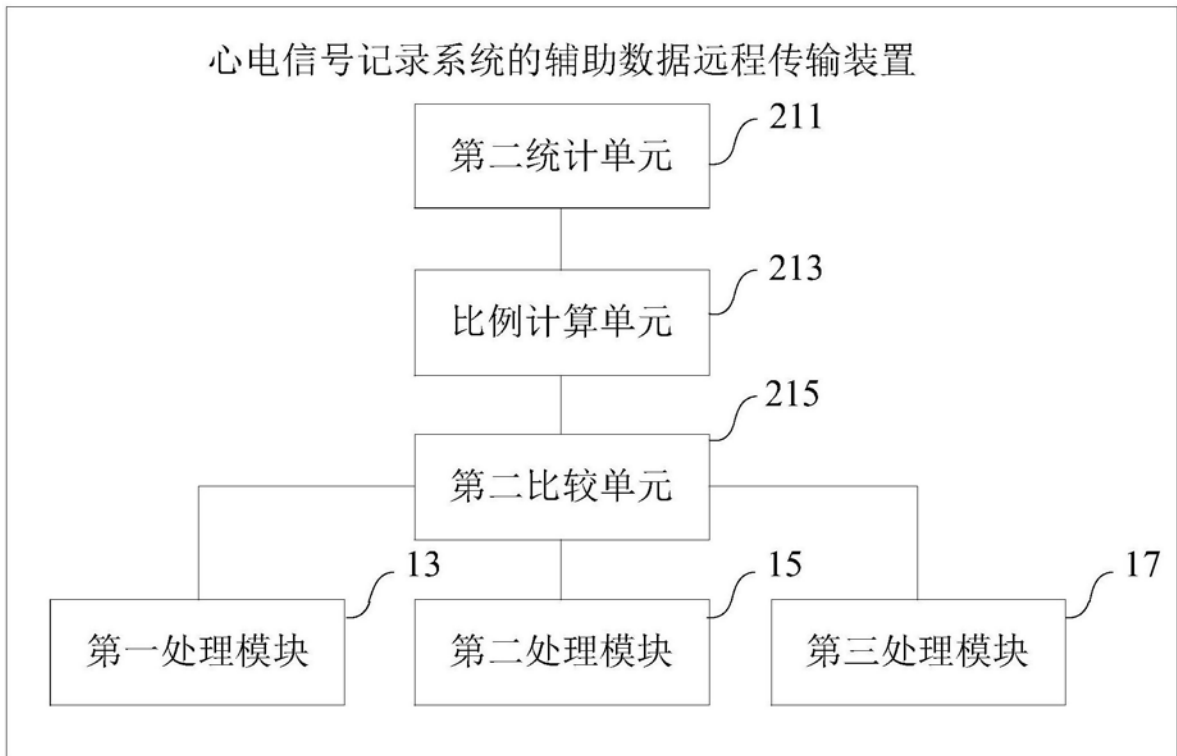 心电信号记录系统的辅助数据远程传输装置
211
第二统计单元
213
比例计算单元
215
第二比较单元
13
15
17
第一处理模块
第二处理模块
第三处理模块